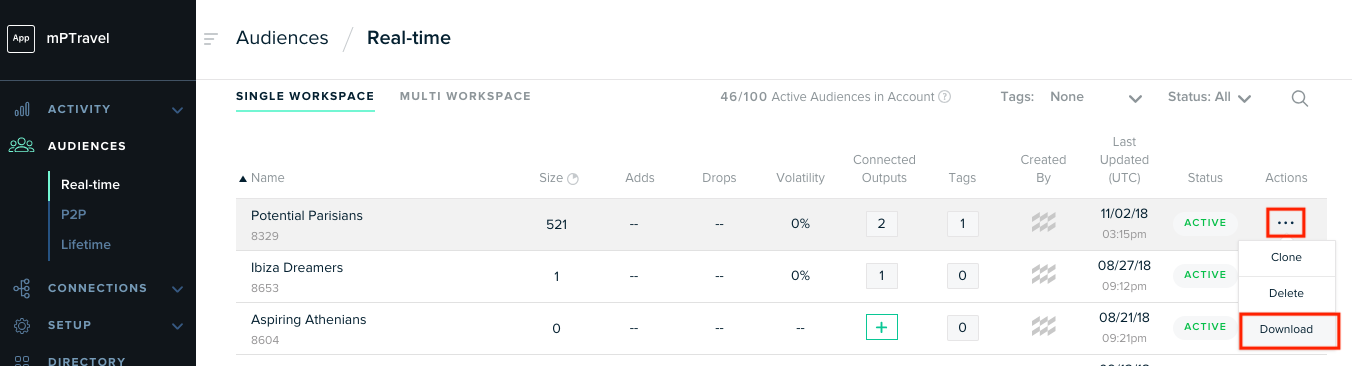 App mPTravel
Audiences / Real-time
ACTIVITY
AUDIENCES
Real-time
P2P
Lifetime
CONNECTIONS
SETUP
DIRECTORY
SINGLE WORKSPACE MULTI WORKSPACE 46/100 Active Audiences in Account ? Tags: None Status: All
Name Size Adds Drops Volatility Connected Outputs Tags Created By Last Updated (UTC) Status Actions
Potential Parisians 521 -- -- 0% 2 1 11/02/18 ACTIVE ...
8329 03:15pm
Clone
Ibiza Dreamers 1 -- -- 0% 1 0 08/27/18 ACTIVE
8653 09:12pm
Delete
Aspiring Athenians 0 -- -- -- + 0 08/21/18 ACTIVE
8604 09:21pm
Download